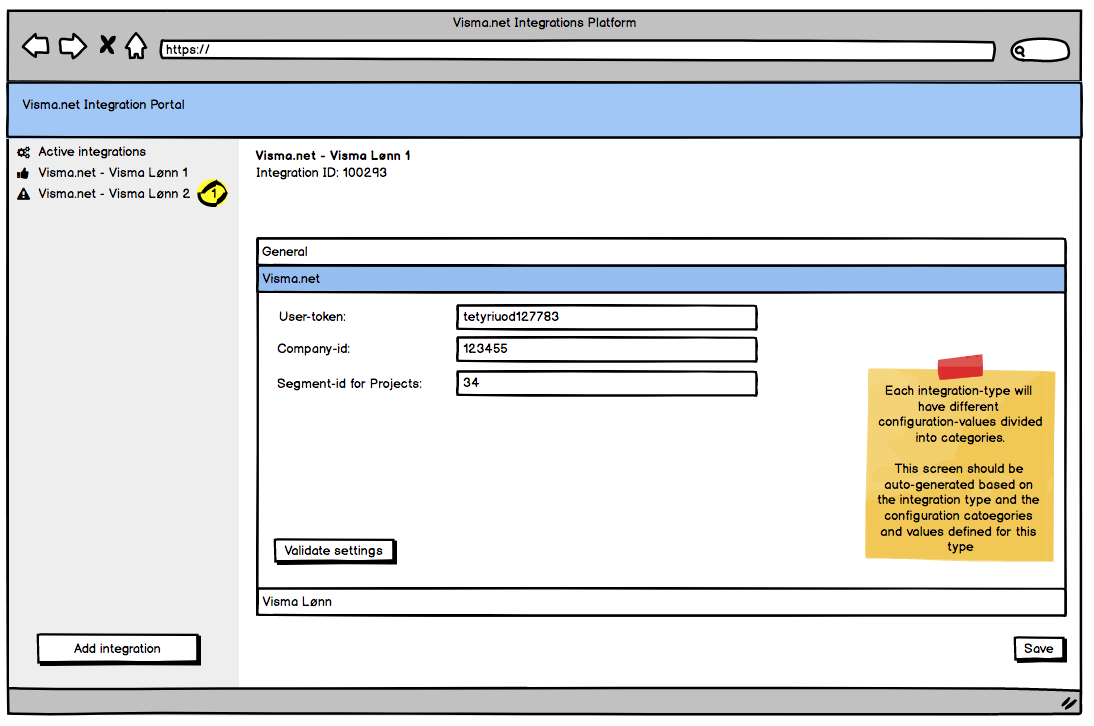 Visma.net Integrations Platform
https://
Visma.net Integration Portal
Active integrations
Visma.net - Visma Lønn 1
Visma.net - Visma Lønn 2
1
Add integration
Visma.net - Visma Lønn 1
Integration ID: 100293
General
Visma.net
User-token:
tetyriuod127783
Company-id:
123455
Segment-id for Projects:
34
Each integration-type will
have different
configuration-values divided
into categories.
This screen should be
auto-generated based on
the integration type and the
configuration catoegories
and values defined for this
type
Validate settings
Visma Lønn
Save